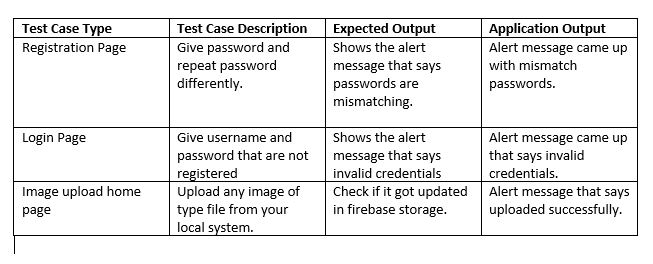 Test Case Type
Test Case Description
Expected Output
Application Output
Registration Page
Give password and
repeat password
differently.
Shows the alert
message that says
passwords are
mismatching.
Alert message came up
with mismatch
passwords.
Login Page
Give username and
password that are not
registered
Shows the alert
message that says
invalid credentials
Alert message came up
that says invalid
credentials.
Image upload home
page
Upload any image of
type file from your
local system.
Check if it got updated
in firebase storage.
Alert message that says
uploaded successfully.